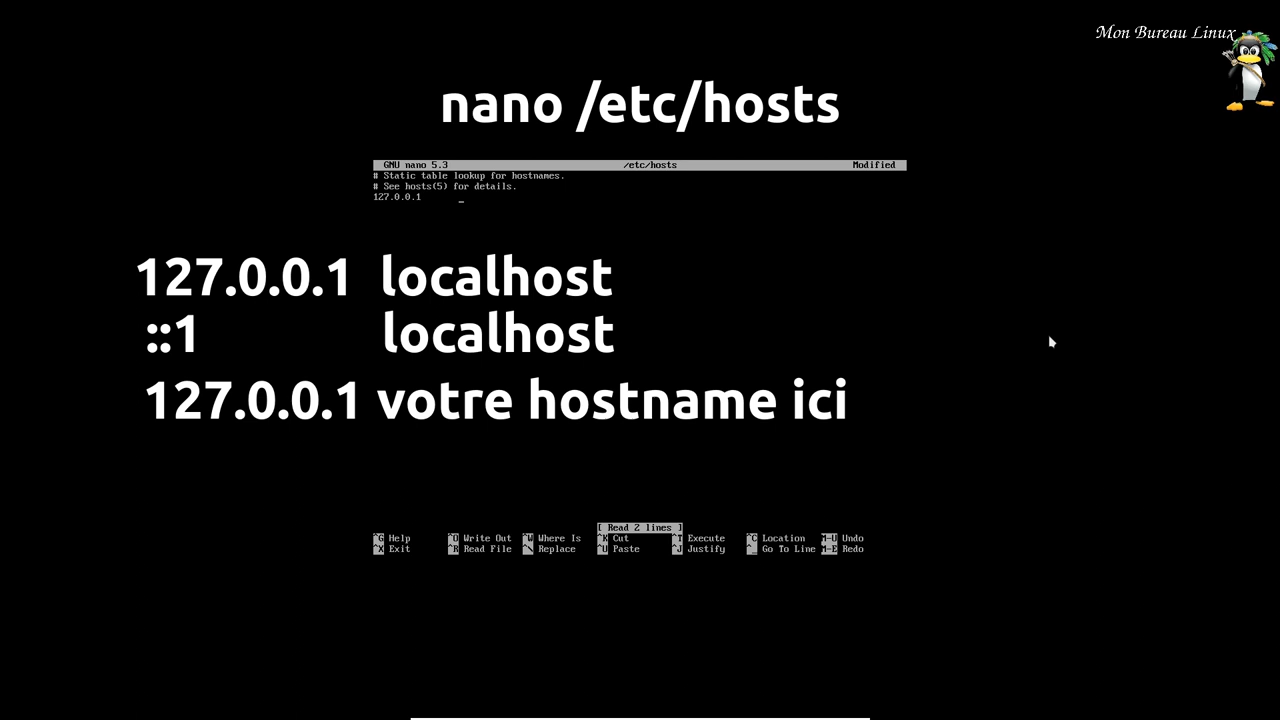 Mon Bureau Linux
nano /etc/hosts
GNU nano 5.3 /etc/hosts Modified
# Static table lookup for hostnames.
# See hosts(5) for details.
127.0.0.1 _
127.0.0.1 localhost
::1 localhost
127.0.0.1 votre hostname ici
[ Read 2 lines ]
^G Help ^O Write Out ^W Where Is ^K Cut ^T Execute ^C Location M-U Undo
^X Exit ^R Read File ^\ Replace ^U Paste ^J Justify ^_ Go To Line M-E Redo